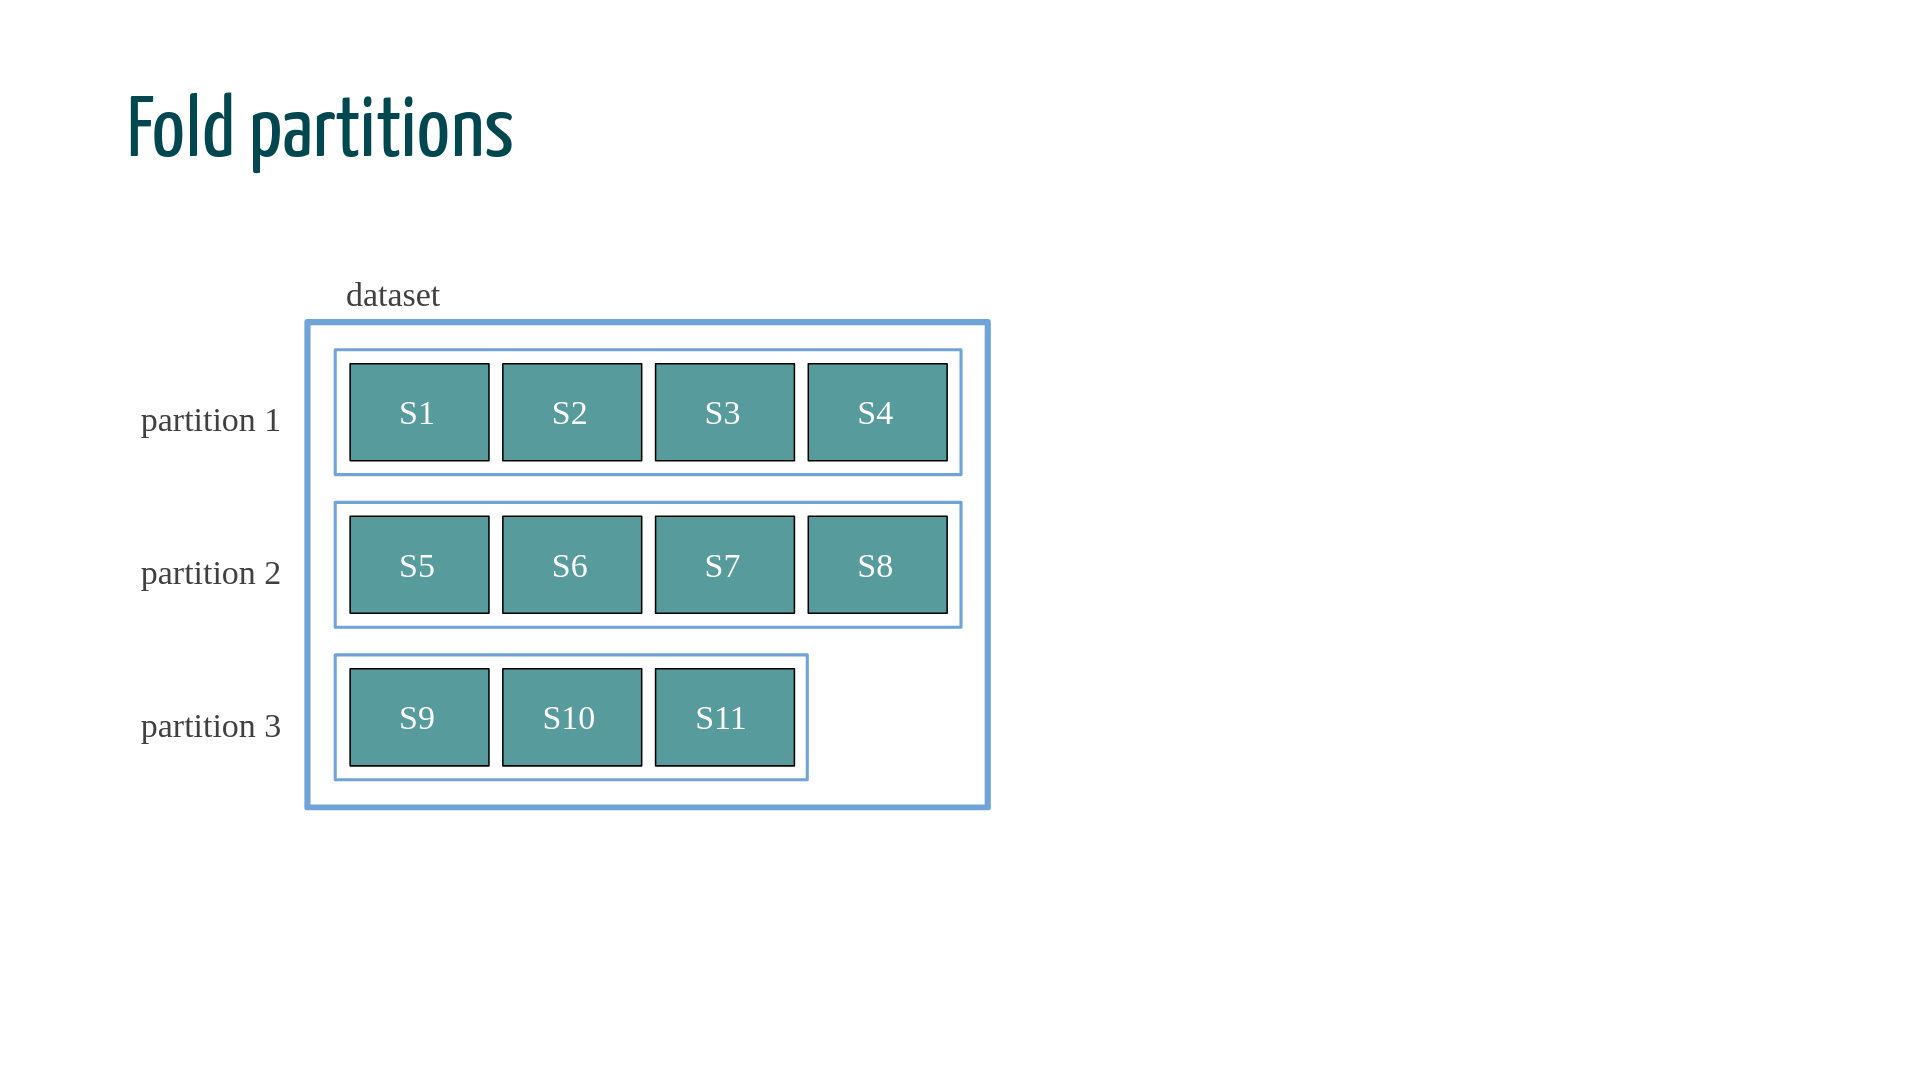 Fold partitions
dataset
partition 1
S1 S2 S3 S4
partition 2
S5 S6 S7 S8
partition 3
S9 S10 S11